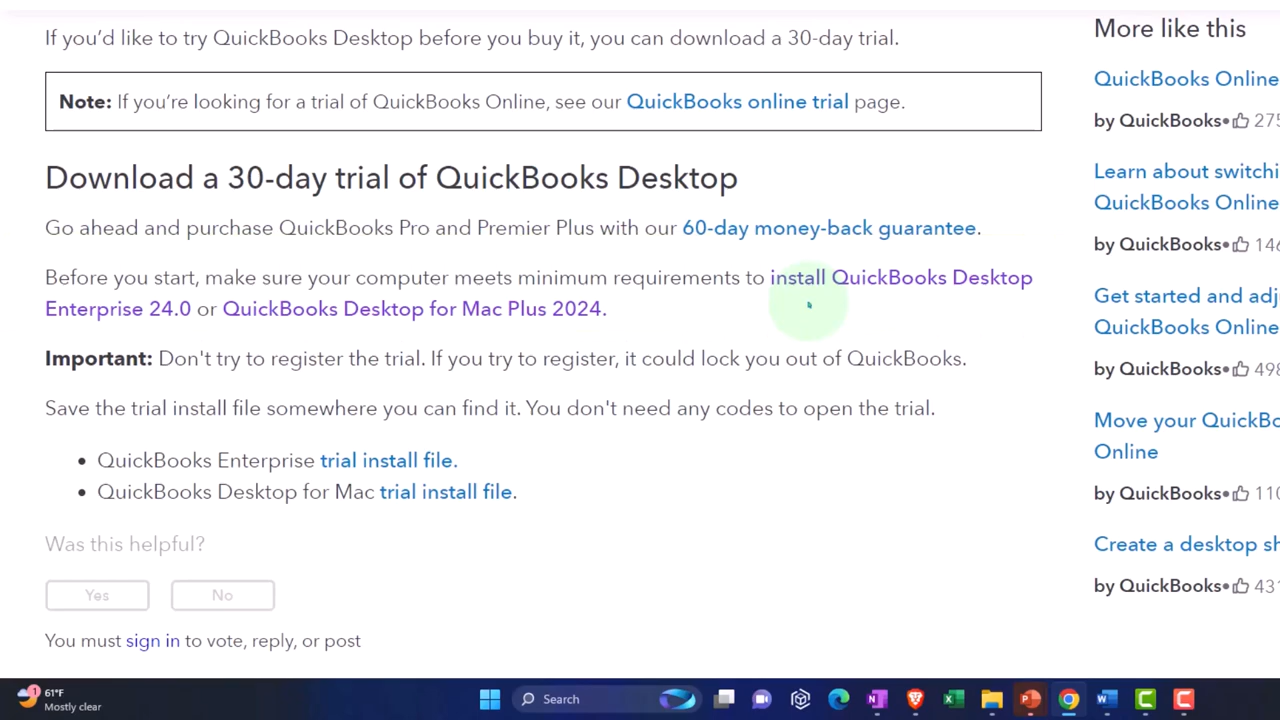 If you’d like to try QuickBooks Desktop before you buy it, you can download a 30-day trial.
Note: If you’re looking for a trial of QuickBooks Online, see our QuickBooks online trial page.
Download a 30-day trial of QuickBooks Desktop
Go ahead and purchase QuickBooks Pro and Premier Plus with our 60-day money-back guarantee.
Before you start, make sure your computer meets minimum requirements to install QuickBooks Desktop
Enterprise 24.0 or QuickBooks Desktop for Mac Plus 2024.
Important: Don't try to register the trial. If you try to register, it could lock you out of QuickBooks.
Save the trial install file somewhere you can find it. You don't need any codes to open the trial.
• QuickBooks Enterprise trial install file.
• QuickBooks Desktop for Mac trial install file.
Was this helpful?
Yes
No
You must sign in to vote, reply, or post
More like this
QuickBooks Online
by QuickBooks•
Learn about
QuickBooks Online
by QuickBooks•
Get started and
QuickBooks Online
by QuickBooks•
Move your
Online
by QuickBooks•
Create a desktop
by QuickBooks•
1
61°F
Mostly clear
Search